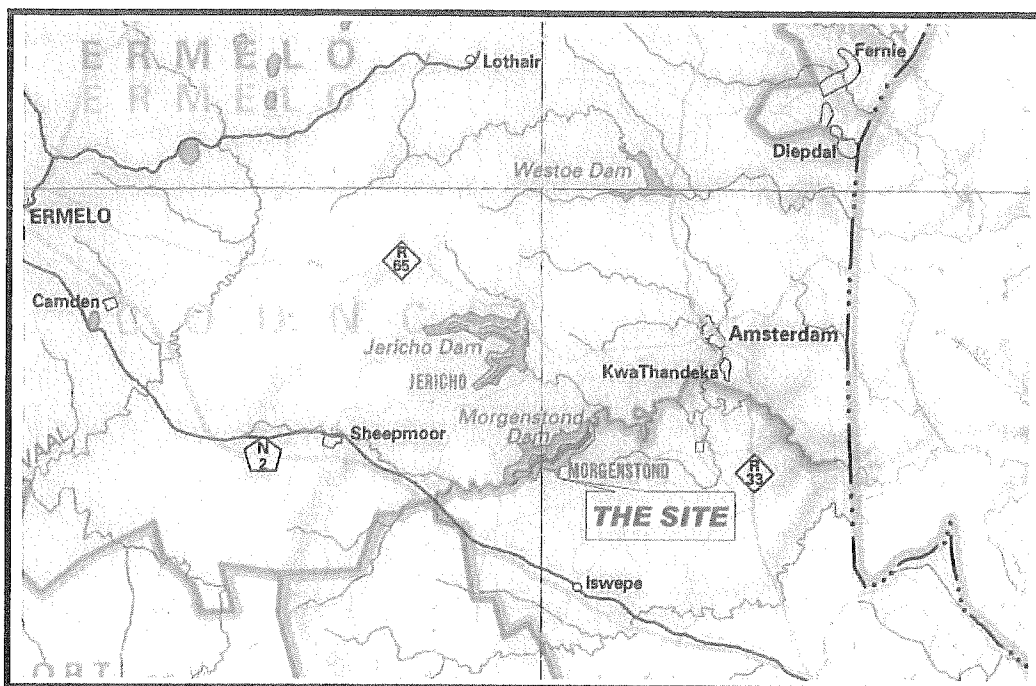 ERMELO
ERMELO
Lothair
Fernie
Diepdal
Westoe Dam
ERMELO
R
65
Camden
Jericho Dam
JERICHO
Amsterdam
KwaThandeka
Morgenstond
Dam
Sheepmoor
N
2
MORGENSTOND
R
33
THE SITE
Iswepe